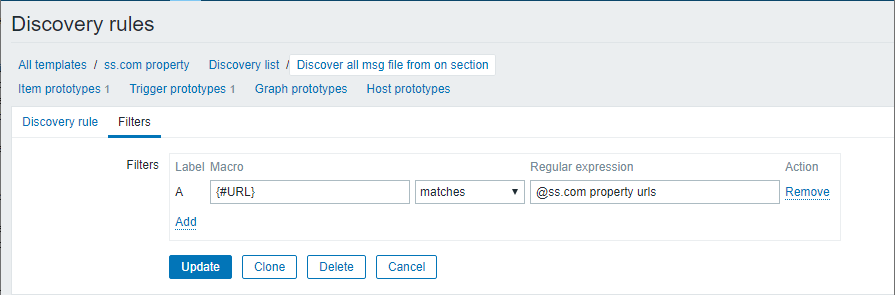 Discovery rules
All templates / ss.com property Discovery list / Discover all msg file from on section
Item prototypes 1 Trigger prototypes 1 Graph prototypes Host prototypes
Discovery rule Filters
Filters Label Macro Regular expression Action
A {#URL} matches @ss.com property urls Remove
Add
Update Clone Delete Cancel